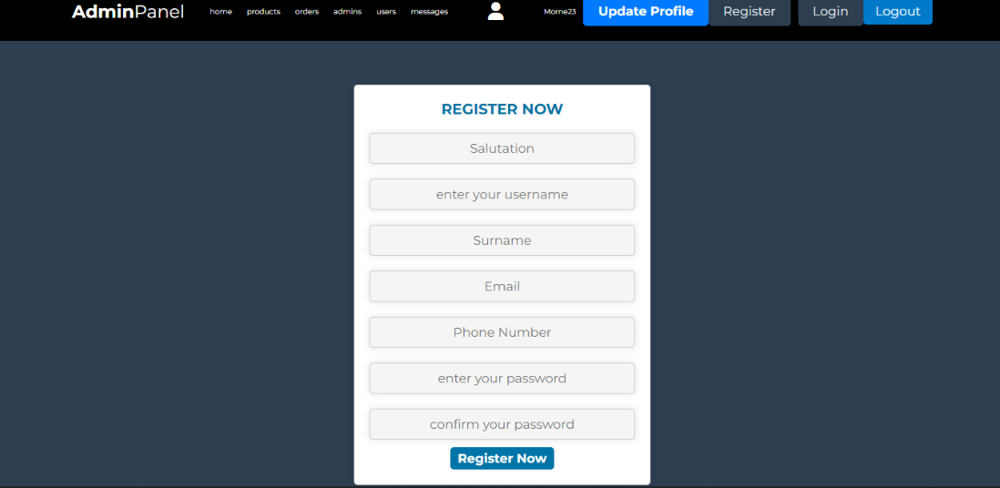 AdminPanel home products orders admins users messages Morne23 Update Profile Register Login Logout
REGISTER NOW
Salutation
enter your username
Surname
Email
Phone Number
enter your password
confirm your password
Register Now